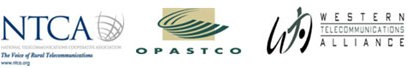 NTCA
NATIONAL TELECOMMUNICATIONS COOPERATIVE ASSOCIATION
The Voice of Rural Telecommunications
www.ntca.org
OPASTCO
WESTERN
TELECOMMUNICATIONS
ALLIANCE